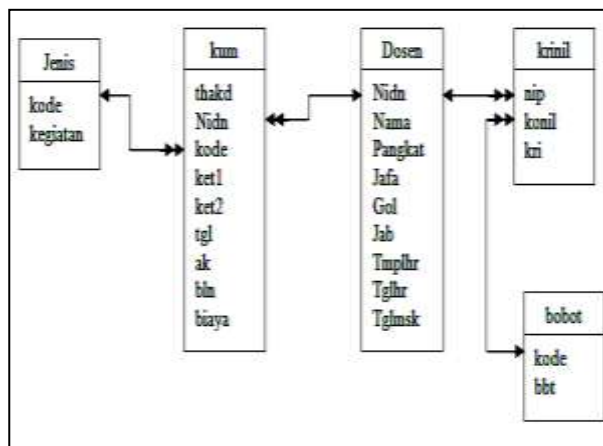 Jenis
kode
kegiatan
kum
thakd
Nidn
kode
ket1
ket2
tgl
ak
bln
biaya
Dosen
Nidn
Nama
Pangkat
Jafa
Gol
Jab
Tmplhr
Tglhr
Tglmsk
krinil
nip
konil
kri
bobot
kode
bbt